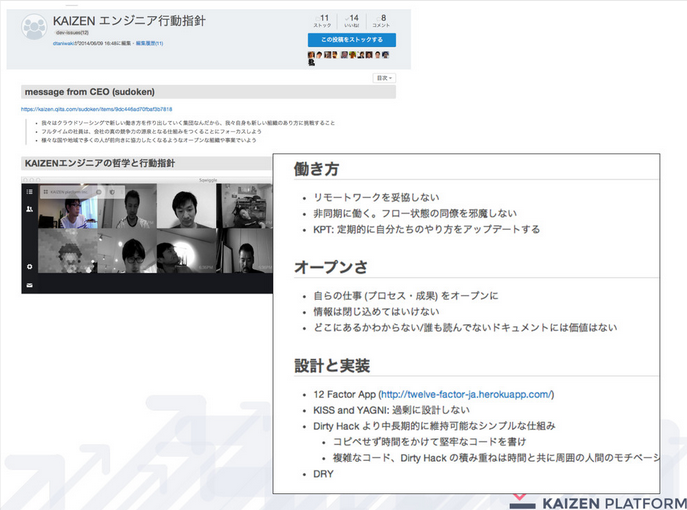 KAIZEN エンジニア行動指針
dev-issues(12)
が2014/06/09 16:46に編集・編集履歴(11)
11
ストック
14
いいね!
8
コメント
この投稿をストックする
目次
message from CEO (sudoken)
我々はクラウドソーシングで新しい働き方を作り出していく集団なんだから、我々自身も新しい組織のあり方に挑戦すること
フルタイムの社員は、会社の真の競争力の源泉となる仕組みをつくることにフォーカスしよう
様々な国や地域で多くの人が前向きに協力したくなるようなオープンな組織や事業でいよう
KAIZENエンジニアの哲学と行動指針
働き方
リモートワークを妥協しない
非同期に働く。フロー状態の同僚を邪魔しない
KPT: 定期的に自分たちのやり方をアップデートする
オープンさ
自らの仕事 (プロセス・成果) をオープンに
情報は閉じ込めてはいけない
どこにあるかわからない/誰も読んでないドキュメントには価値はない
設計と実装
12 Factor App (http://twelve-factor-ja.herokuapp.com/)
KISS and YAGNI: 過剰に設計しない
Dirty Hack より中長期的に維持可能なシンプルな仕組み
コピペせず時間をかけて堅牢なコードを書け
複雑なコード、Dirty Hack の積み重ねは時間と共に周囲の人間のモチベーシ
DRY
KAIZEN PLATFORM